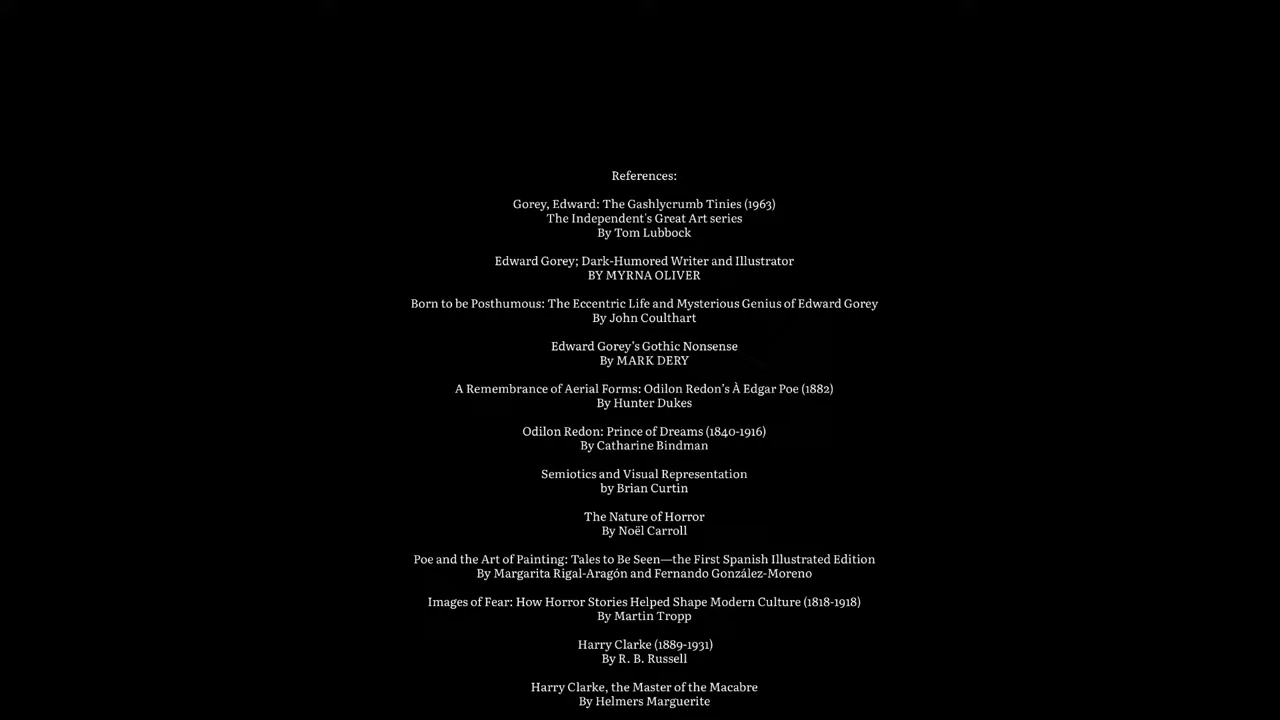 References:
Gorey, Edward: The Gashlycrumb Tinies (1963)
The Independent's Great Art series
By Tom Lubbock
Edward Gorey; Dark-Humored Writer and Illustrator
BY MYRNA OLIVER
Born to be Posthumous: The Eccentric Life and Mysterious Genius of Edward Gorey
By John Coulthart
Edward Gorey’s Gothic Nonsense
By MARK DERY
A Remembrance of Aerial Forms: Odilon Redon’s À Edgar Poe (1882)
By Hunter Dukes
Odilon Redon: Prince of Dreams (1840-1916)
By Catharine Bindman
Semiotics and Visual Representation
by Brian Curtin
The Nature of Horror
By Noël Carroll
Poe and the Art of Painting: Tales to Be Seen—the First Spanish Illustrated Edition
By Margarita Rigal-Aragón and Fernando González-Moreno
Images of Fear: How Horror Stories Helped Shape Modern Culture (1818-1918)
By Martin Tropp
Harry Clarke (1889-1931)
By R. B. Russell
Harry Clarke, the Master of the Macabre
By Helmers Marguerite